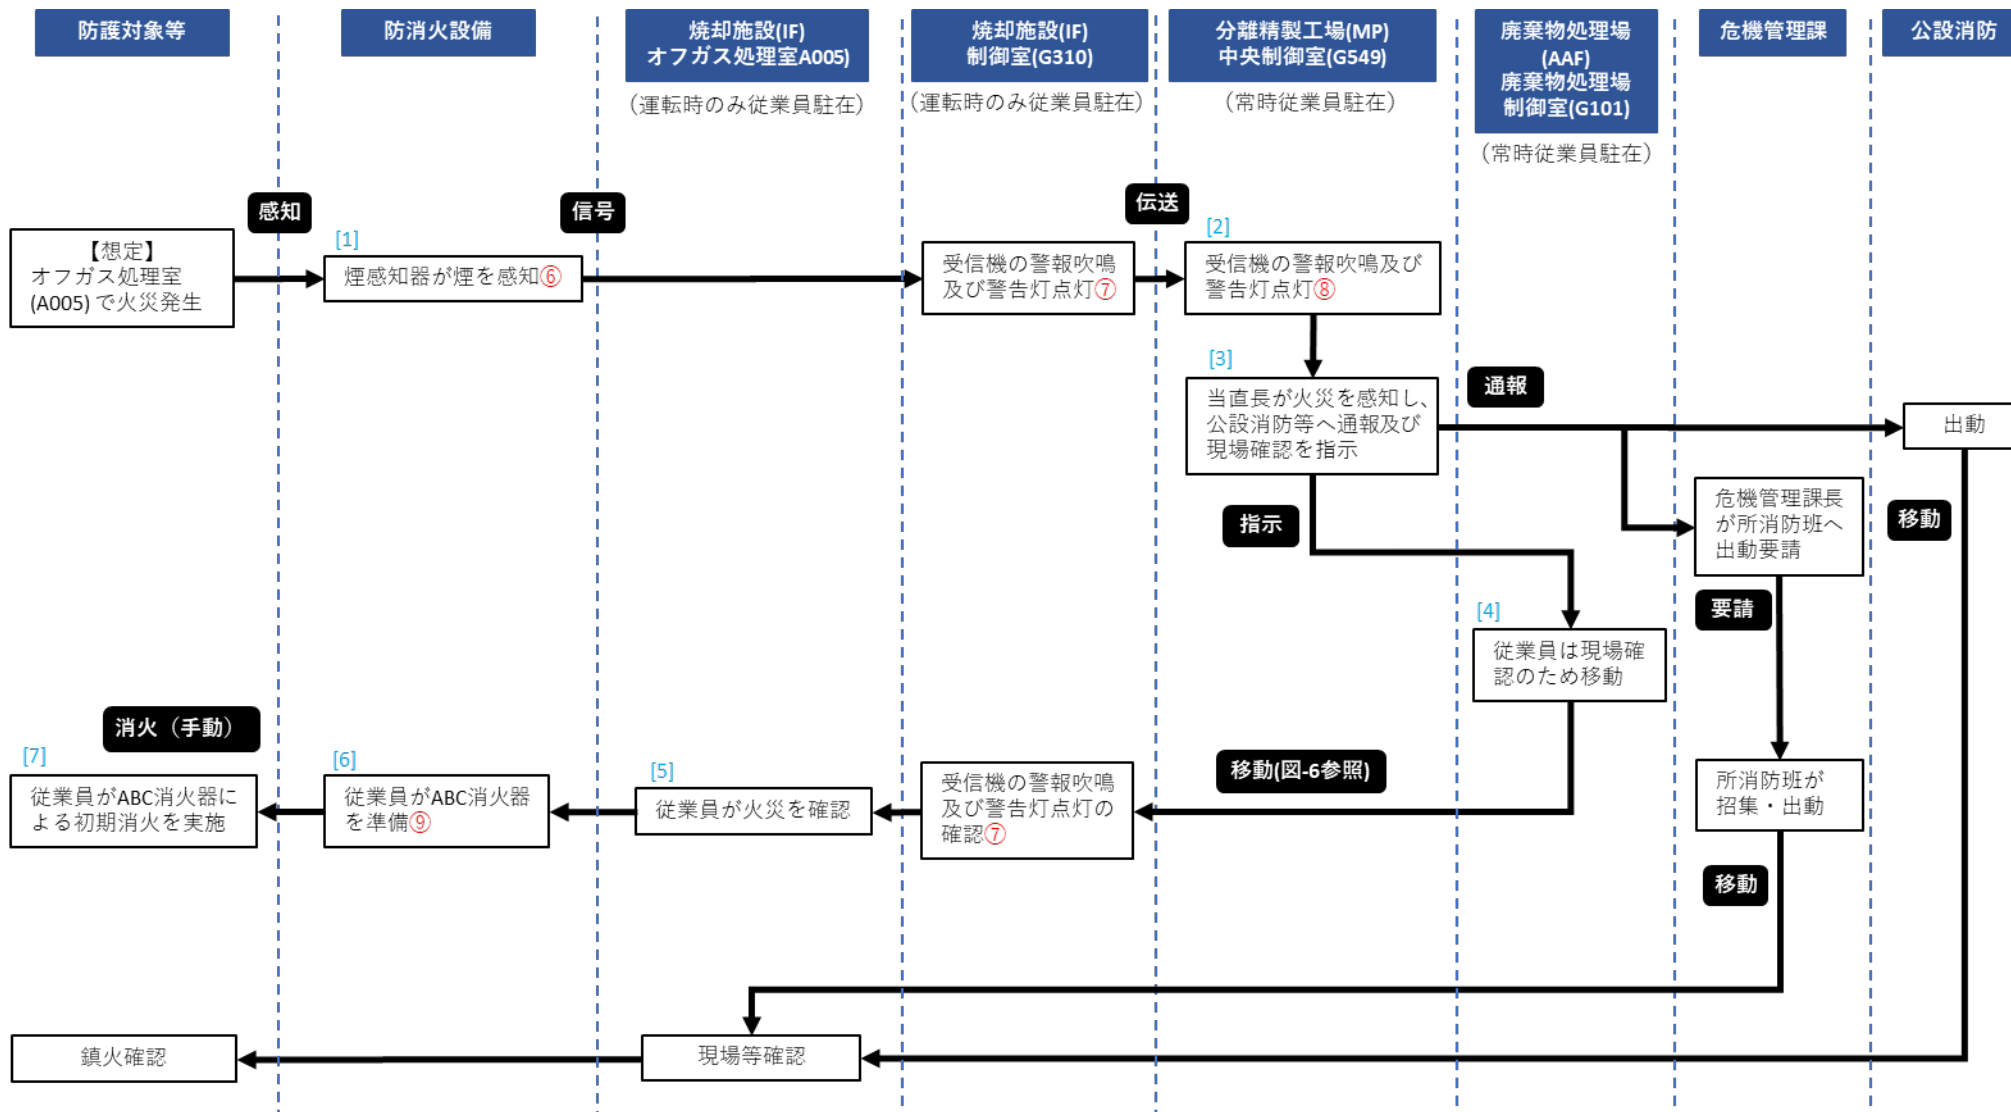 防護対象等
防消火設備
焼却施設(IF)
オフガス処理室A005)
(運転時のみ従業員駐在)
焼却施設(IF)
制御室(G310)
(運転時のみ従業員駐在)
分離精製工場(MP)
中央制御室(G549)
(常時従業員駐在)
廃棄物処理場
(AAF)
廃棄物処理場
制御室(G101)
(常時従業員駐在)
危機管理課
公設消防
感知
信号
伝送
【想定】
オフガス処理室
(A005) で火災発生
[1]
煙感知器が煙を感知⑥
受信機の警報吹鳴
及び警告灯点灯⑦
[2]
受信機の警報吹鳴及び
警告灯点灯⑧
[3]
当直長が火災を感知し、
公設消防等へ通報及び
現場確認を指示
通報
出動
危機管理課長
が所消防班へ
出動要請
移動
指示
要請
[4]
従業員は現場確
認のため移動
消火（手動）
[7]
従業員がABC消火器に
よる初期消火を実施
[6]
従業員がABC消火器
を準備⑨
[5]
従業員が火災を確認
受信機の警報吹鳴
及び警告灯点灯の
確認⑦
移動(図-6参照)
所消防班が
招集・出動
移動
鎮火確認
現場等確認